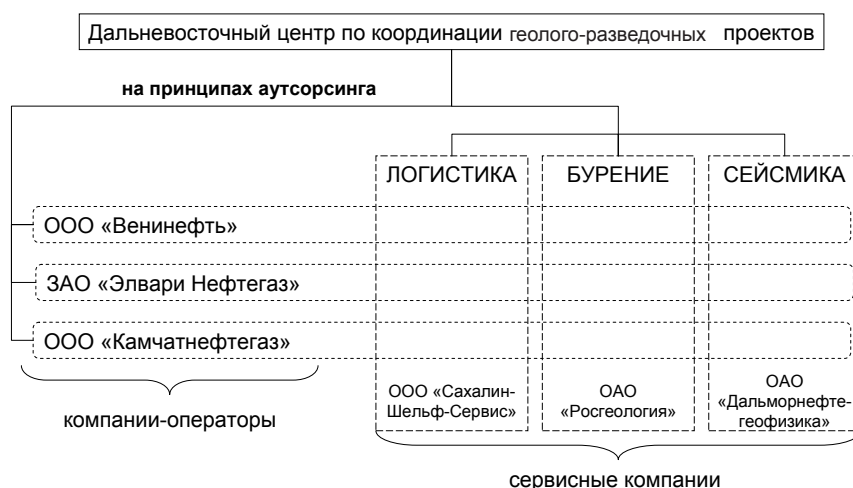 Дальневосточный центр по координации геолого-разведочных проектов
на принципах аутсорсинга
ЛОГИСТИКА
БУРЕНИЕ
СЕЙСМИКА
ООО «Венинефть»
ЗАО «Элвари Нефтегаз»
ООО «Камчатнефтегаз»
ООО «Сахалин-
Шельф-Сервис»
ОАО
«Росгеология»
ОАО
«Дальморнефте-
геофизика»
компании-операторы
сервисные компании